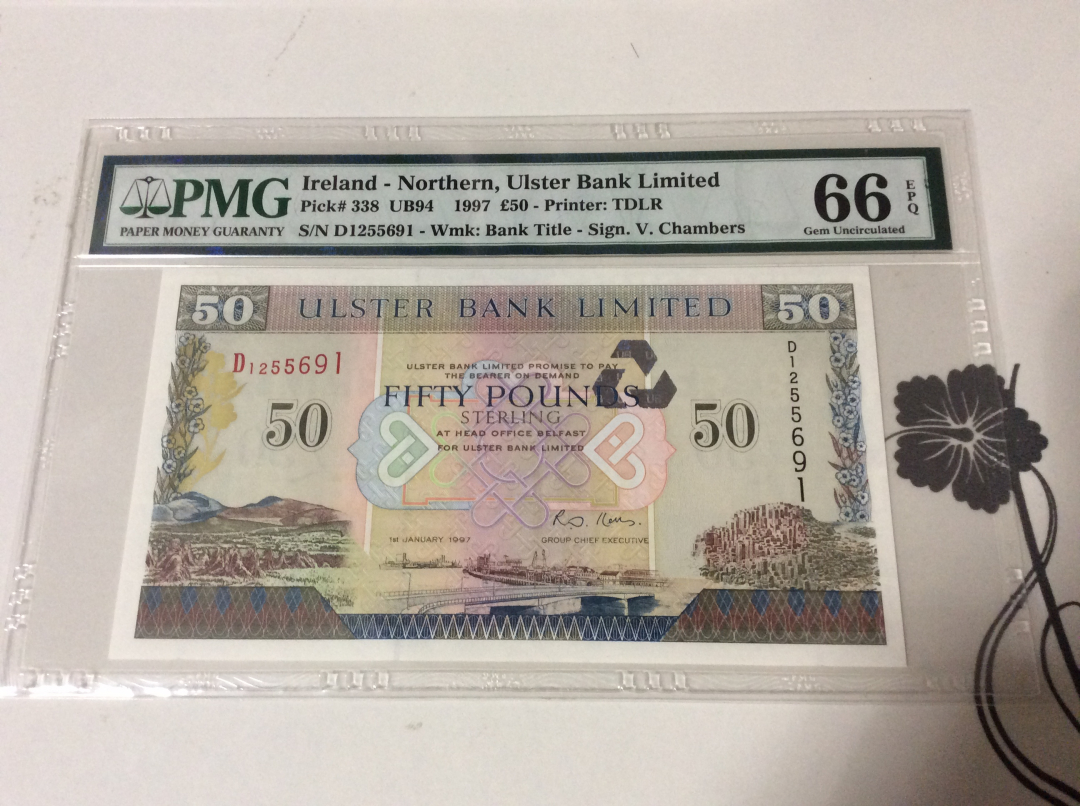 PMG
PAPER MONEY GUARANTY
Ireland - Northern, Ulster Bank Limited
Pick# 338 UB94 1997 £50 - Printer: TDLR
S/N D1255691 - Wmk: Bank Title - Sign. V. Chambers
66 EPQ
Gem Uncirculated
50 ULSTER BANK LIMITED 50
D1255691
D1255691
ULSTER BANK LIMITED PROMISE TO PAY
THE BEARER ON DEMAND
FIFTY POUNDS
STERLING
50 50
AT HEAD OFFICE BELFAST
FOR ULSTER BANK LIMITED
1ST JANUARY 1997 GROUP CHIEF EXECUTIVE